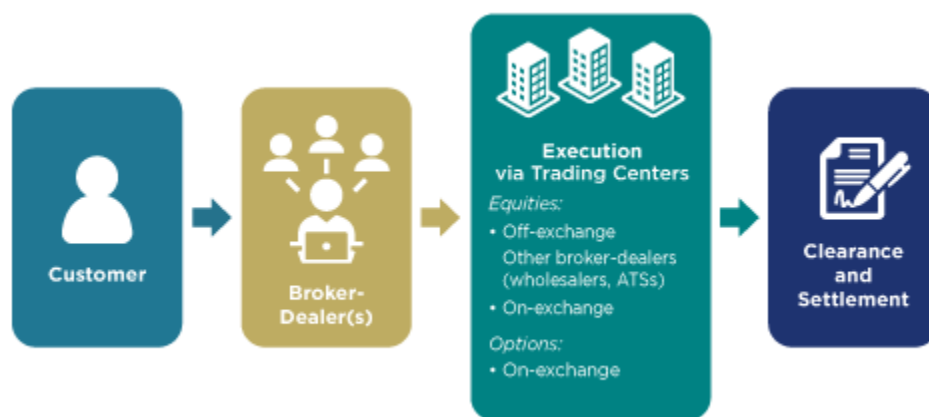 Customer
Broker-
Dealer(s)
Execution
via Trading Centers
Equities:
• Off-exchange
Other broker-dealers
(wholesalers, ATSs)
• On-exchange
Options:
• On-exchange
Clearance
and
Settlement